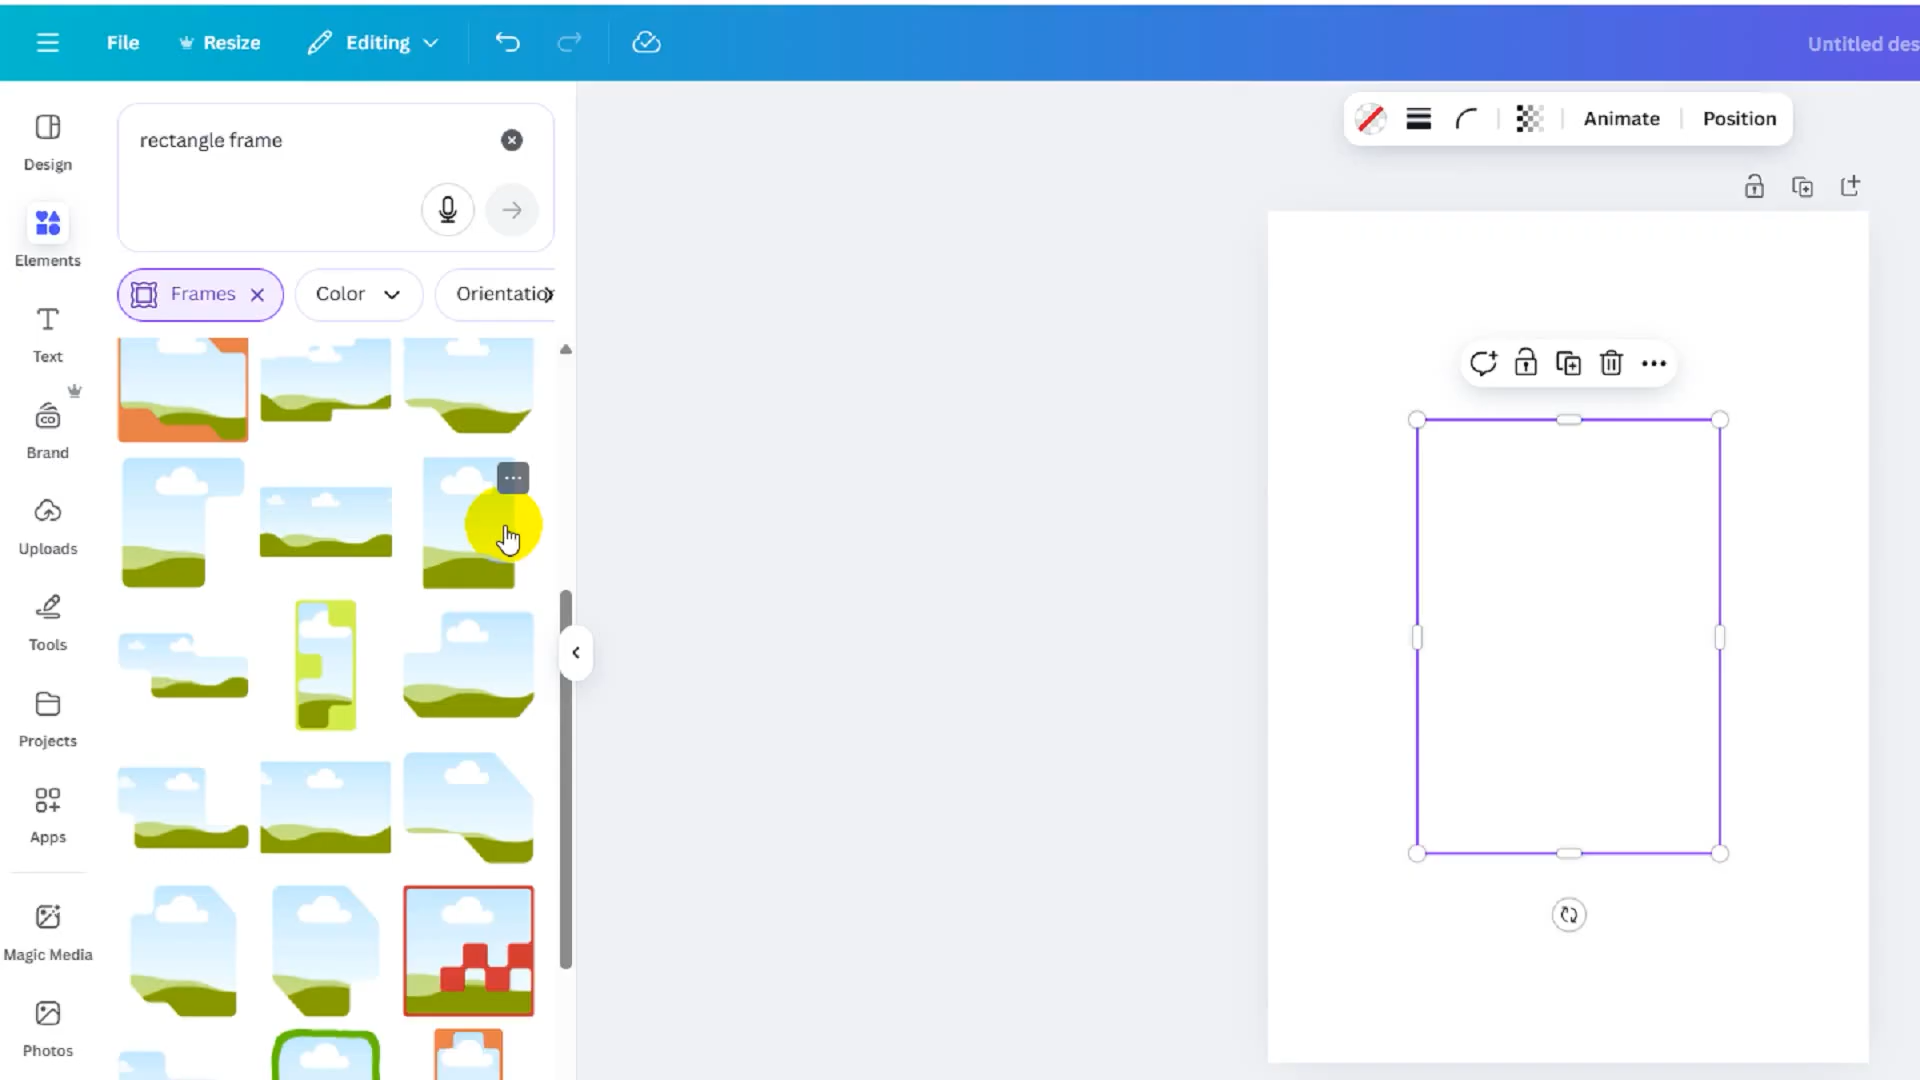 File
Resize
Editing
Untitled des
Design
Elements
Text
Brand
Uploads
Tools
Projects
Apps
Magic Media
Photos
rectangle frame
Frames
Color
Orientation
Animate
Position